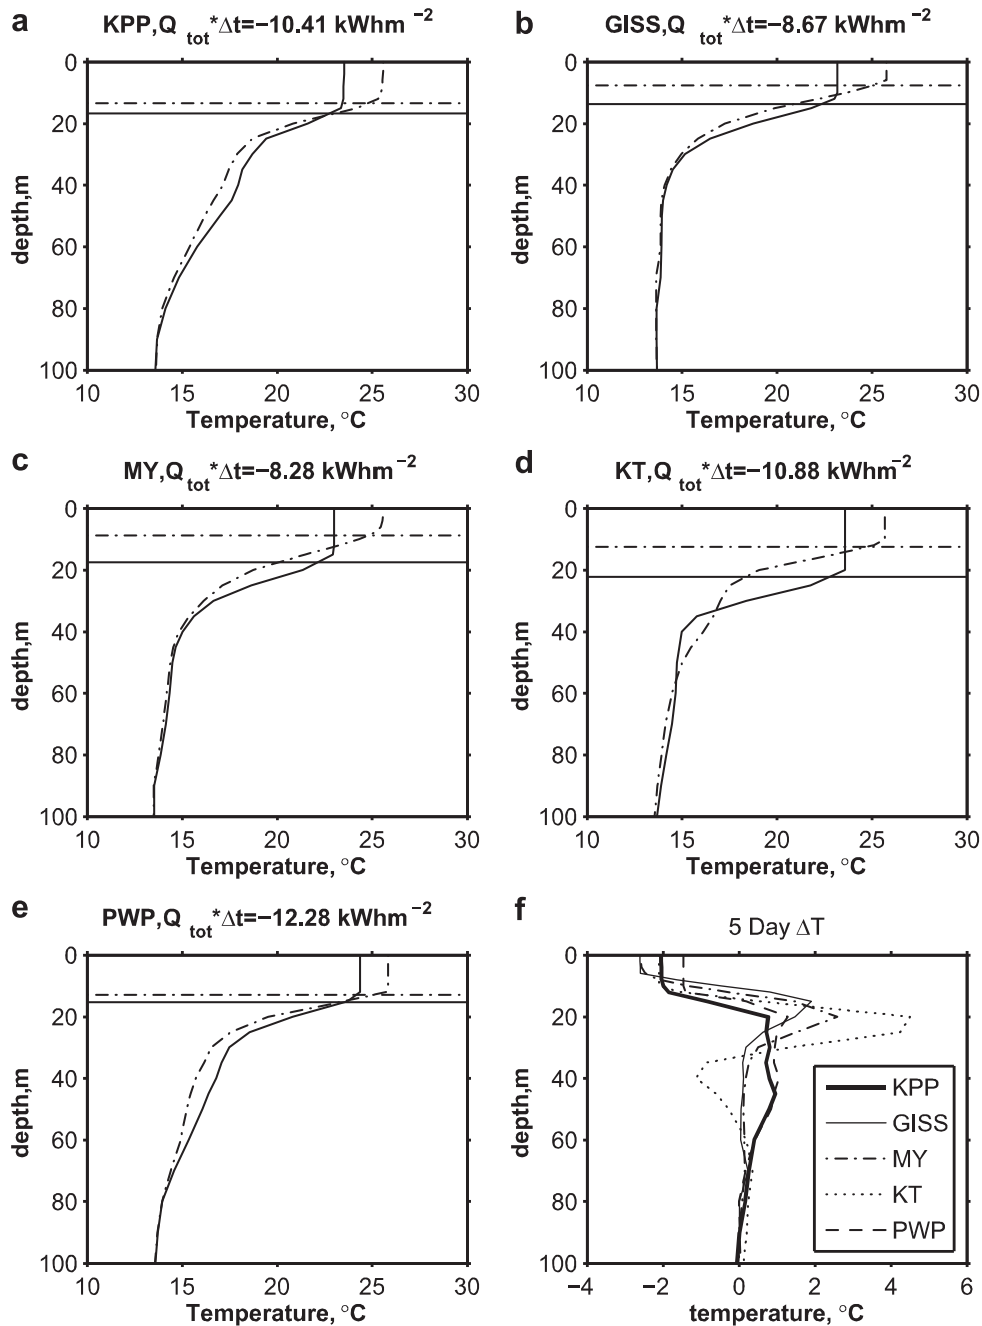 a
KPP,Q tot *Δt=−10.41 kWhm −2
0
20
40
60
80
100
depth,m
10 15 20 25 30
Temperature, °C
b
GISS,Q tot *Δt=−8.67 kWhm −2
0
20
40
60
80
100
depth,m
10 15 20 25 30
Temperature, °C
c
MY,Q tot *Δt=−8.28 kWhm −2
0
20
40
60
80
100
depth,m
10 15 20 25 30
Temperature, °C
d
KT,Q tot *Δt=−10.88 kWhm −2
0
20
40
60
80
100
depth,m
10 15 20 25 30
Temperature, °C
e
PWP,Q tot *Δt=−12.28 kWhm −2
0
20
40
60
80
100
depth,m
10 15 20 25 30
Temperature, °C
f
5 Day ΔT
0
20
40
60
80
100
depth,m
KPP
GISS
MY
KT
PWP
−4 −2 0 2 4 6
temperature, °C